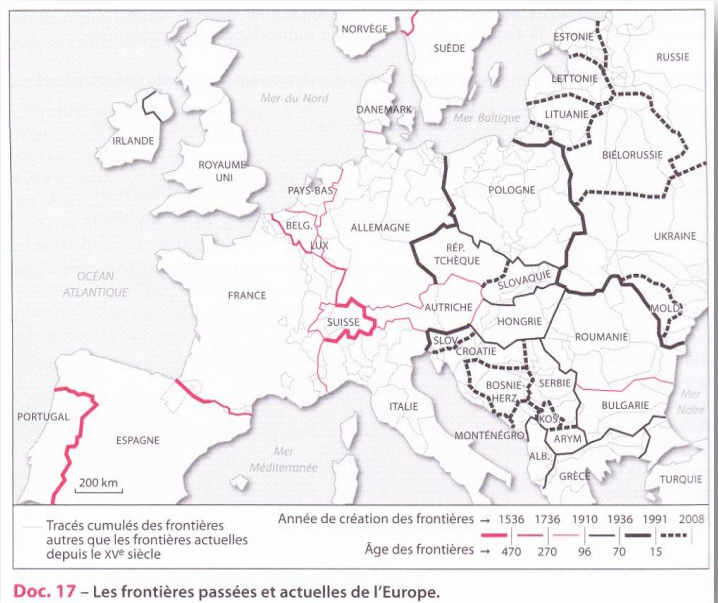 NORVÈGE
SUÈDE
ESTONIE
RUSSIE
LETTONIE
Mer du Nord
DANEMARK
Mer Baltique
LITUANIE
IRLANDE
BIÉLORUSSIE
ROYAUME-
UNI
PAYS-BAS
POLOGNE
BELG.
ALLEMAGNE
UKRAINE
LUX
RÉP.
TCHÈQUE
SLOVAQUIE
OCÉAN
ATLANTIQUE
FRANCE
AUTRICHE
MOLD.
SUISSE
HONGRIE
ROUMANIE
SLOV.
CROATIE
BOSNIE-
HERZ.
SERBIE
Mer
Noire
ITALIE
BULGARIE
PORTUGAL
KOS.
ESPAGNE
MONTÉNÉGRO
ARYM
ALB.
Mer
Méditerranée
GRÈCE
TURQUIE
200 km
Tracés cumulés des frontières
autres que les frontières actuelles
depuis le XVe siècle
Année de création des frontières → 1536 1736 1910 1936 1991 2008
Âge des frontières → 470 270 96 70 15
Doc. 17 – Les frontières passées et actuelles de l'Europe.